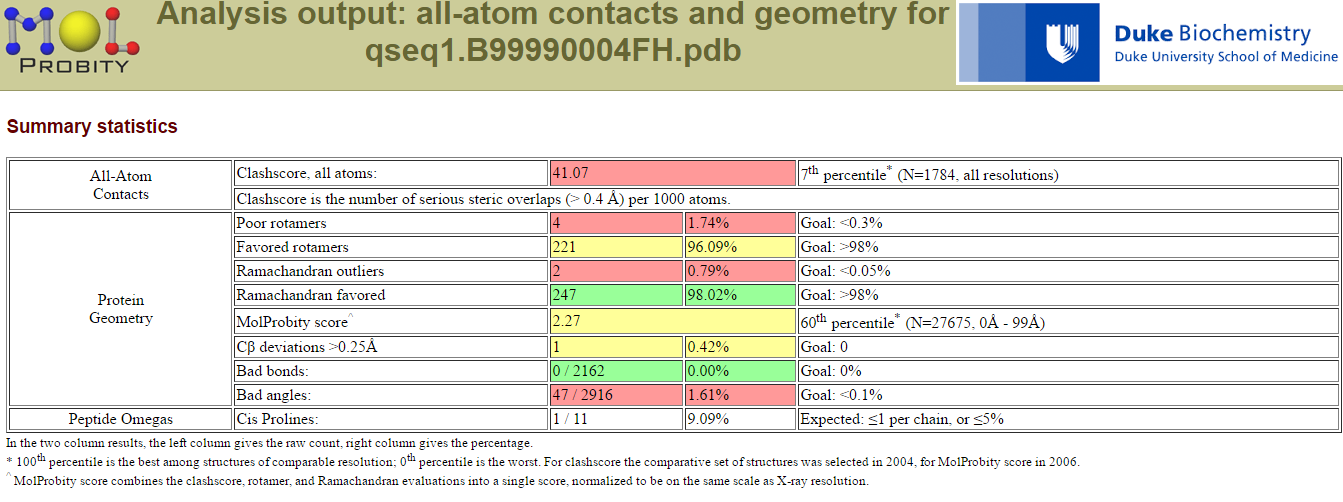 MOL
PROBITY
Analysis output: all-atom contacts and geometry for
qseq1.B99990004FH.pdb
Duke Biochemistry
Duke University School of Medicine
Summary statistics
All-Atom
Contacts
Clashscore, all atoms: 41.07 7th percentile* (N=1784, all resolutions)
Clashscore is the number of serious steric overlaps (> 0.4 Å) per 1000 atoms.
Protein
Geometry
Poor rotamers 4 1.74% Goal: <0.3%
Favored rotamers 221 96.09% Goal: >98%
Ramachandran outliers 2 0.79% Goal: <0.05%
Ramachandran favored 247 98.02% Goal: >98%
MolProbity score^ 2.27 60th percentile* (N=27675, 0Å - 99Å)
Cβ deviations >0.25Å 1 0.42% Goal: 0
Bad bonds: 0 / 2162 0.00% Goal: 0%
Bad angles: 47 / 2916 1.61% Goal: <0.1%
Peptide Omegas Cis Prolines: 1 / 11 9.09% Expected: ≤1 per chain, or ≤5%
In the two column results, the left column gives the raw count, right column gives the percentage.
* 100th percentile is the best among structures of comparable resolution; 0th percentile is the worst. For clashscore the comparative set of structures was selected in 2004, for MolProbity score in 2006.
^ MolProbity score combines the clashscore, rotamer, and Ramachandran evaluations into a single score, normalized to be on the same scale as X-ray resolution.